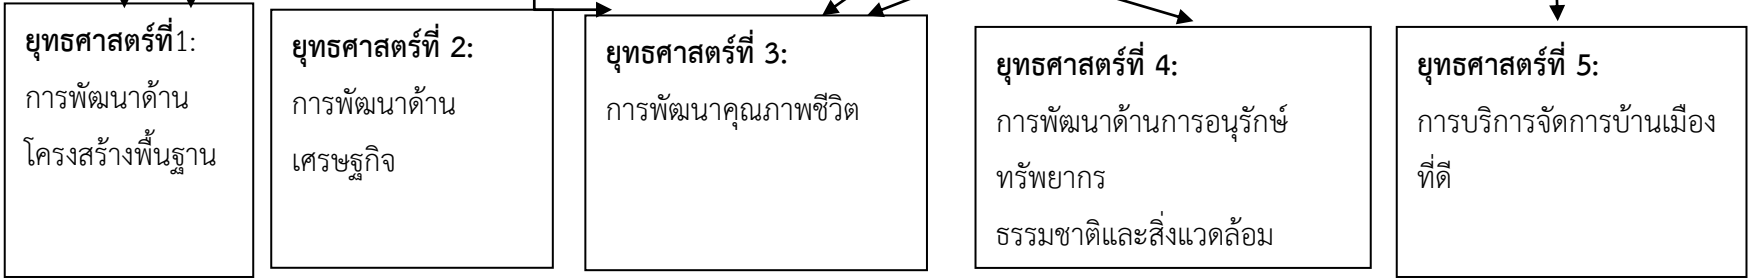 ยุทธศาสตร์ที่1:
การพัฒนาด้าน
โครงสร้างพื้นฐาน
ยุทธศาสตร์ที่ 2:
การพัฒนาด้าน
เศรษฐกิจ
ยุทธศาสตร์ที่ 3:
การพัฒนาคุณภาพชีวิต
ยุทธศาสตร์ที่ 4:
การพัฒนาด้านการอนุรักษ์
ทรัพยากร
ธรรมชาติและสิ่งแวดล้อม
ยุทธศาสตร์ที่ 5:
การบริการจัดการบ้านเมือง
ที่ดี